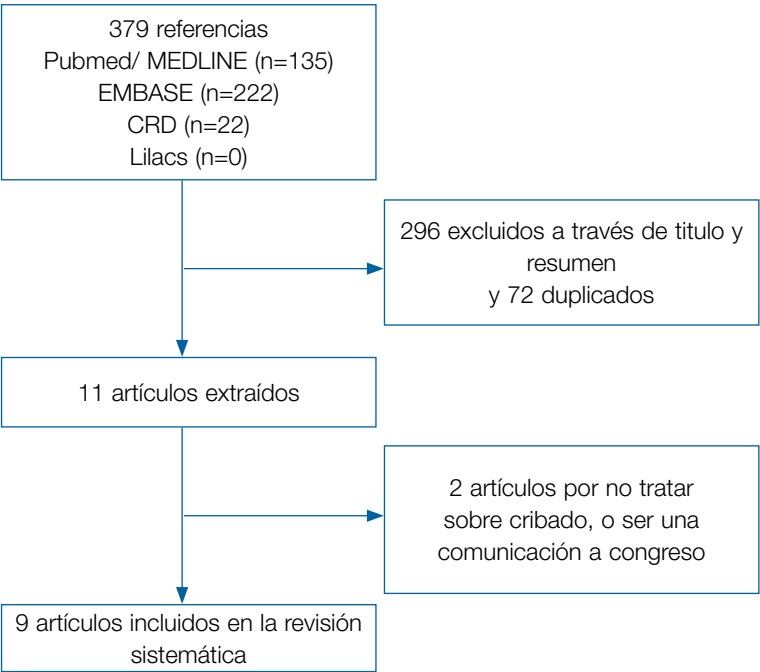 379 referencias
Pubmed/ MEDLINE (n=135)
EMBASE (n=222)
CRD (n=22)
Lilacs (n=0)
296 excluidos a través de titulo y
resumen
y 72 duplicados
11 artículos extraídos
2 artículos por no tratar
sobre cribado, o ser una
comunicación a congreso
9 artículos incluidos en la revisión
sistemática